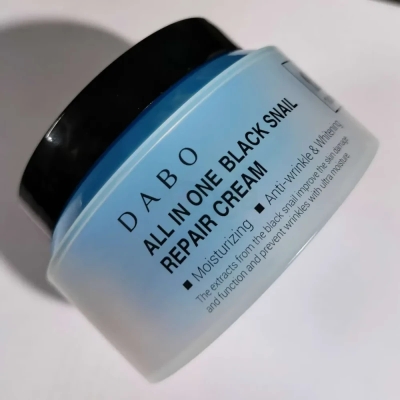 DABO
ALL IN ONE BLACK SNAIL
REPAIR CREAM
■ Moisturizing ■ Anti-wrinkle & Whitening
The extracts from the black snail improve the skin damage
and function and prevent wrinkles with ultra moisture